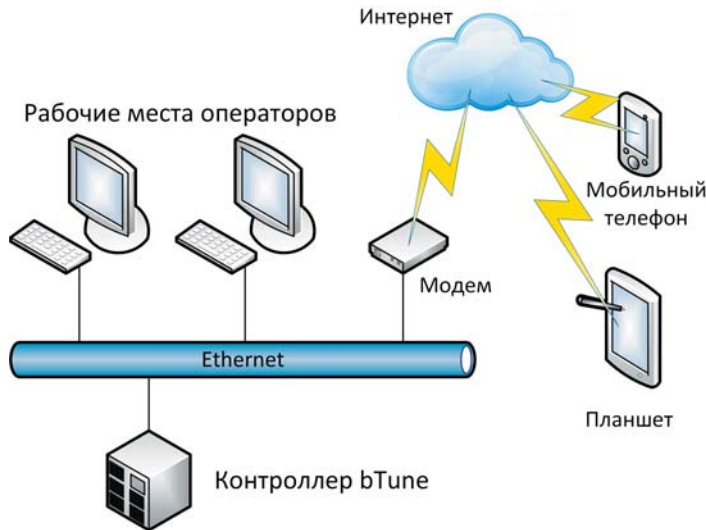 Интернет
Рабочие места операторов
Мобильный
телефон
Модем
Ethernet
Планшет
Контроллер bTune